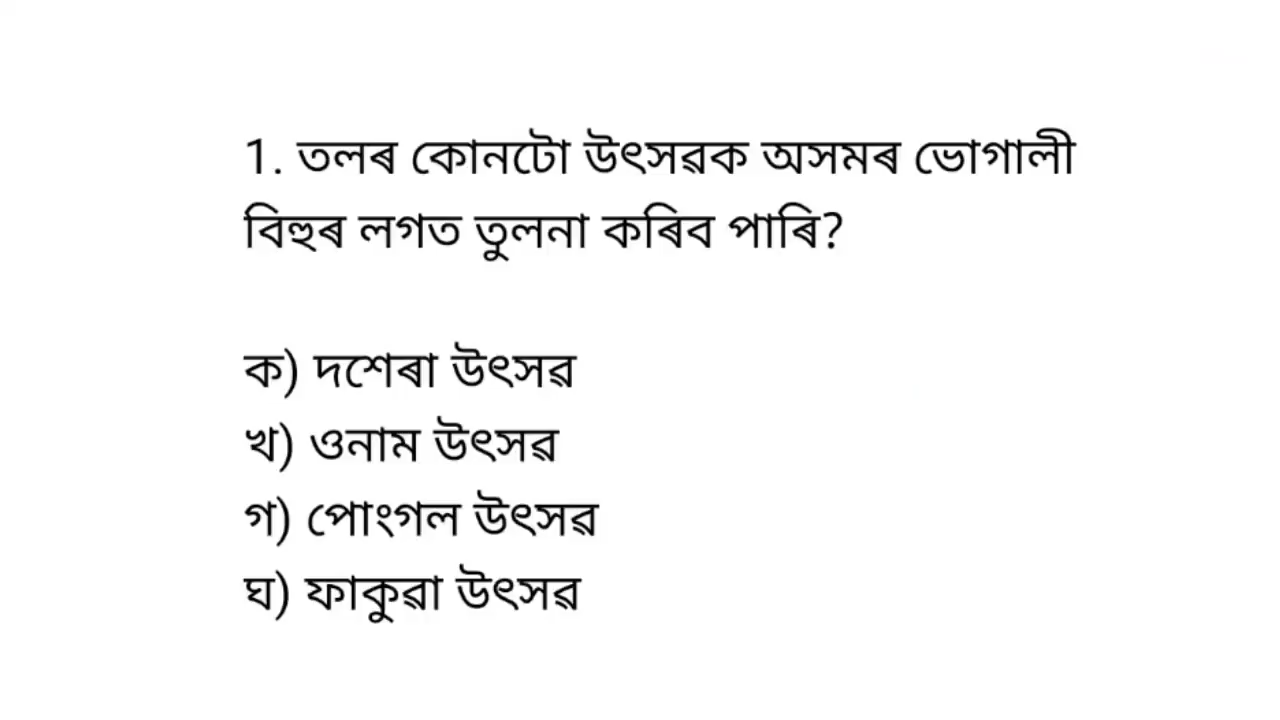 1. তলৰ কোনটো উৎসৱক অসমৰ ভোগালী
বিহুৰ লগত তুলনা কৰিব পাৰি?
ক) দশেৰা উৎসৱ
খ) ওনাম উৎসৱ
গ) পোংগল উৎসৱ
ঘ) ফাকুৱা উৎসৱ